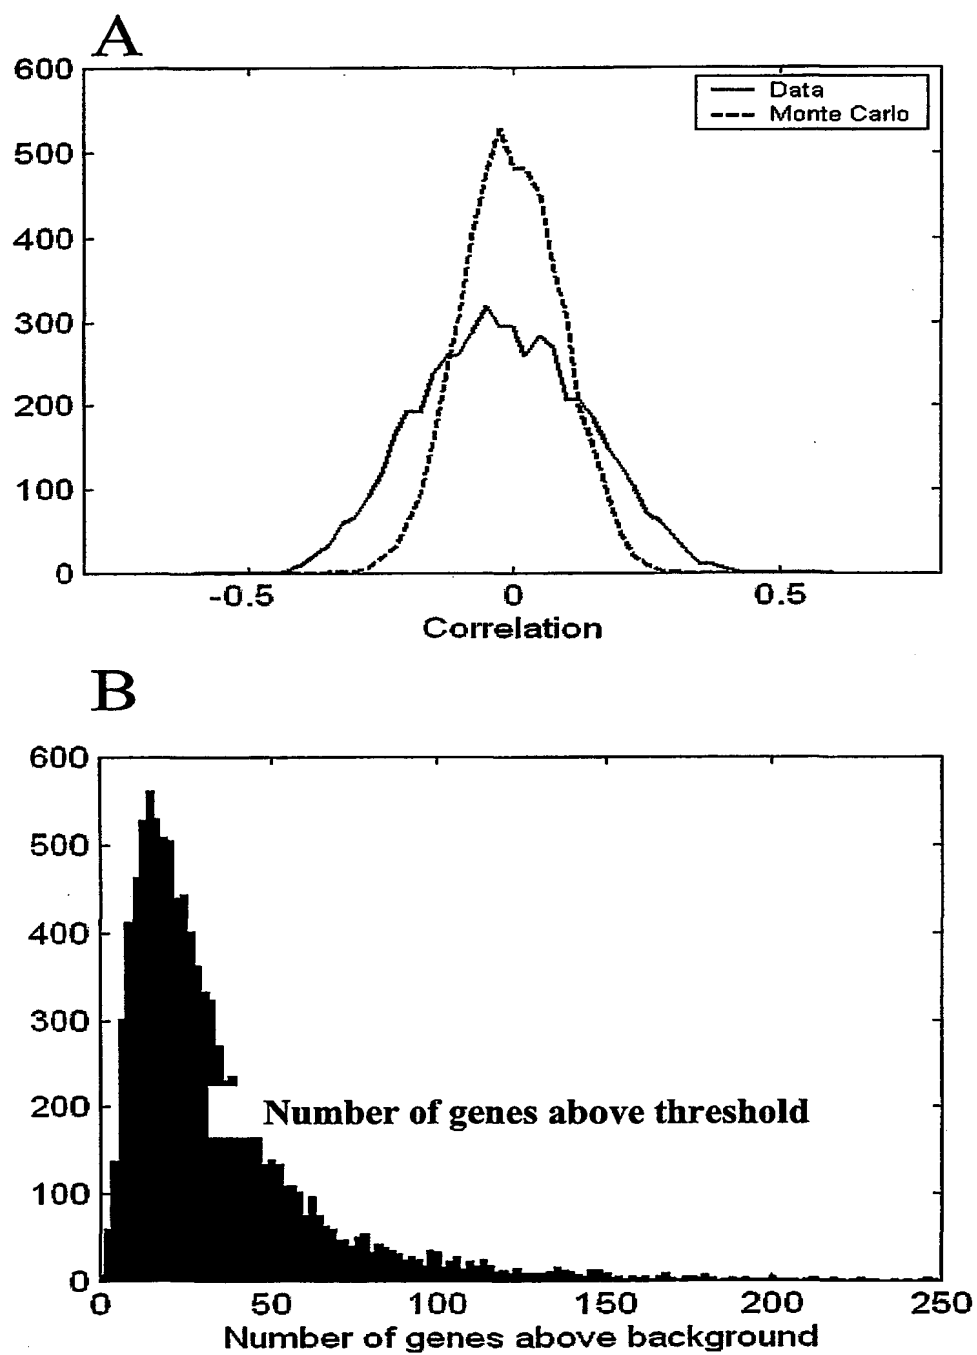 A
600
500
400
300
200
100
0
-0.5 0 0.5
Correlation
Data
Monte Carlo
B
600
500
400
300
200
100
0
Number of genes above threshold
0 50 100 150 200 250
Number of genes above background